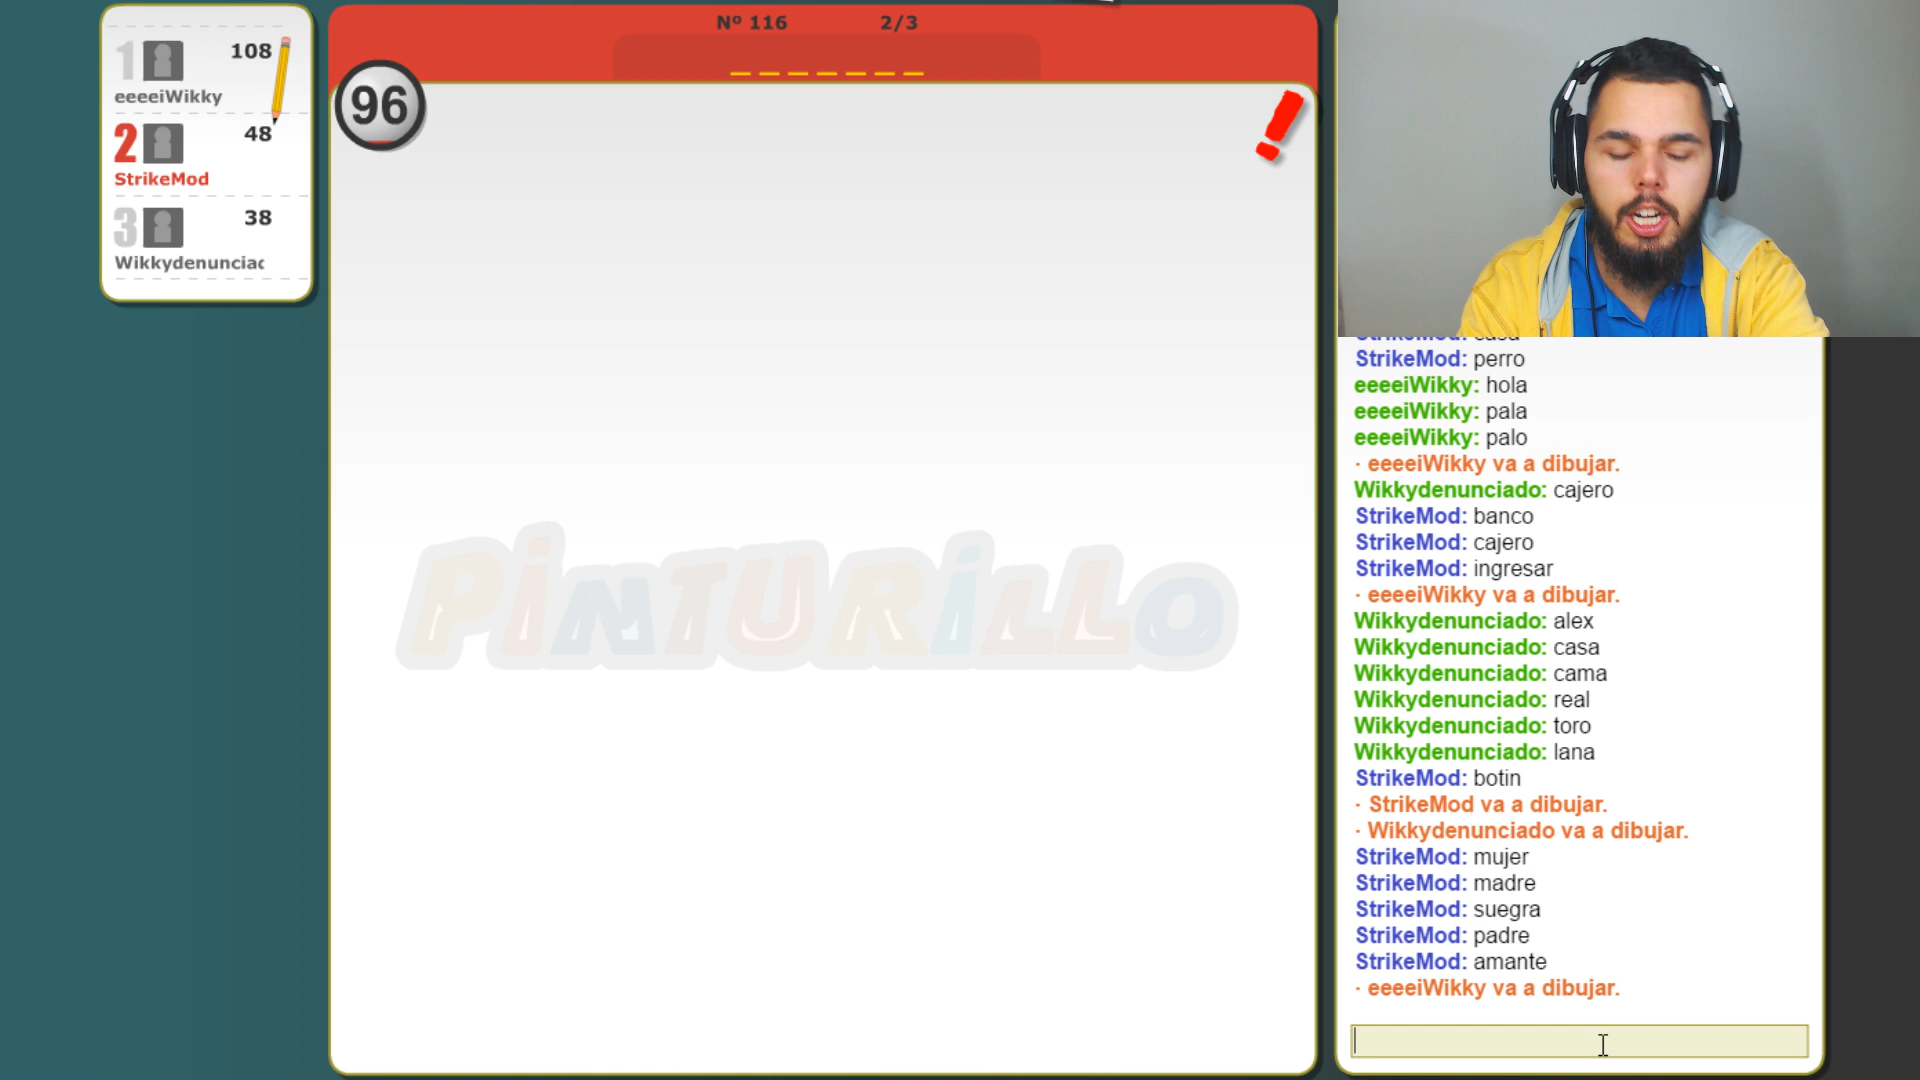 1 108
eeeeiWikky
2 48
StrikeMod
3 38
Wikkydenunciac
Nº 116 2/3
_ _ _ _ _ _ _
96
!
PINTURILLO
StrikeMod: casa
StrikeMod: perro
eeeeiWikky: hola
eeeeiWikky: pala
eeeeiWikky: palo
· eeeeiWikky va a dibujar.
Wikkydenunciado: cajero
StrikeMod: banco
StrikeMod: cajero
StrikeMod: ingresar
· eeeeiWikky va a dibujar.
Wikkydenunciado: alex
Wikkydenunciado: casa
Wikkydenunciado: cama
Wikkydenunciado: real
Wikkydenunciado: toro
Wikkydenunciado: lana
StrikeMod: botin
· StrikeMod va a dibujar.
· Wikkydenunciado va a dibujar.
StrikeMod: mujer
StrikeMod: madre
StrikeMod: suegra
StrikeMod: padre
StrikeMod: amante
· eeeeiWikky va a dibujar.